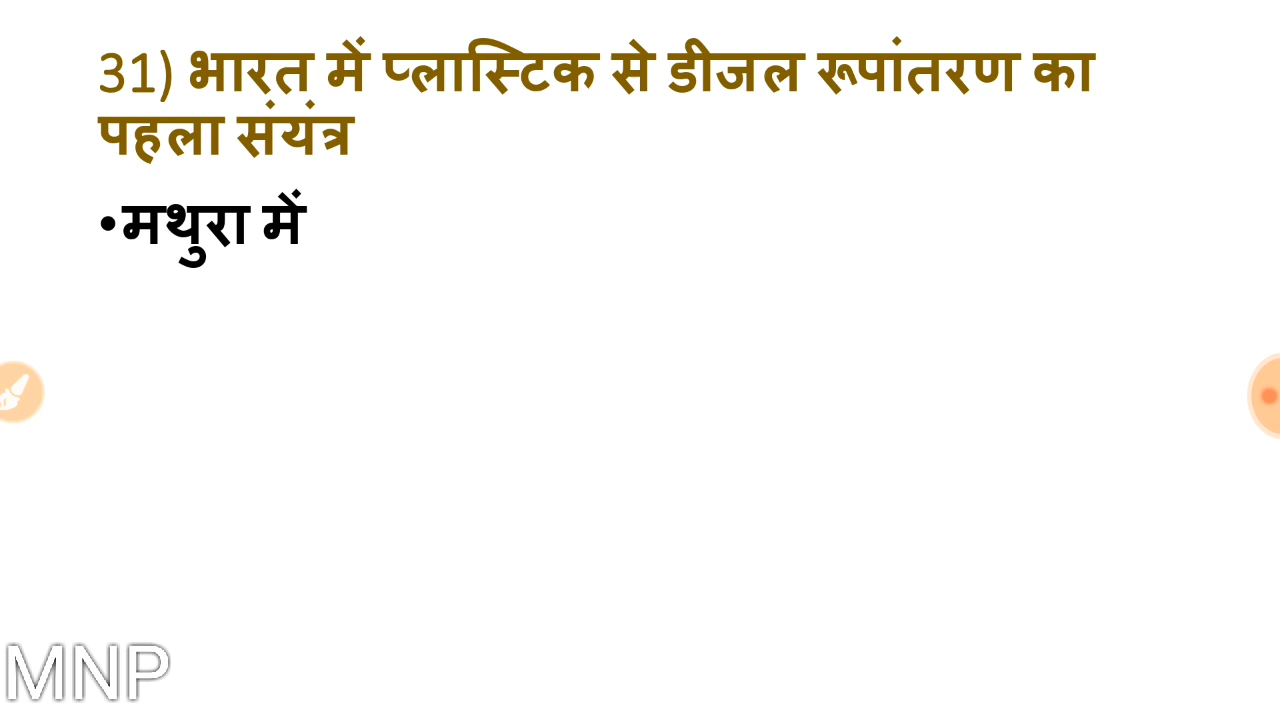 31) भारत में प्लास्टिक से डीजल रूपांतरण का
पहला संयंत्र
•मथुरा में
MNP